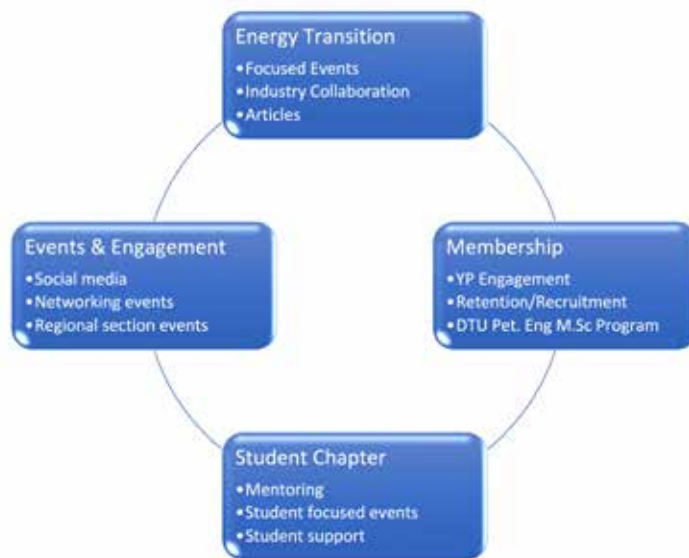 Energy Transition
•Focused Events
•Industry Collaboration
•Articles
Events & Engagement
•Social media
•Networking events
•Regional section events
Membership
•YP Engagement
•Retention/Recruitment
•DTU Pet. Eng M.Sc Program
Student Chapter
•Mentoring
•Student focused events
•Student support